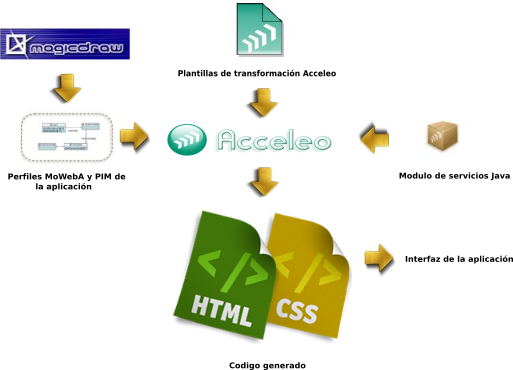 magicdraw
Plantillas de transformación Acceleo
Acceleo
Perfiles MoWebA y PIM de
la aplicación
Modulo de servicios Java
</>
HTML
</>
CSS
Interfaz de la aplicación
Codigo generado